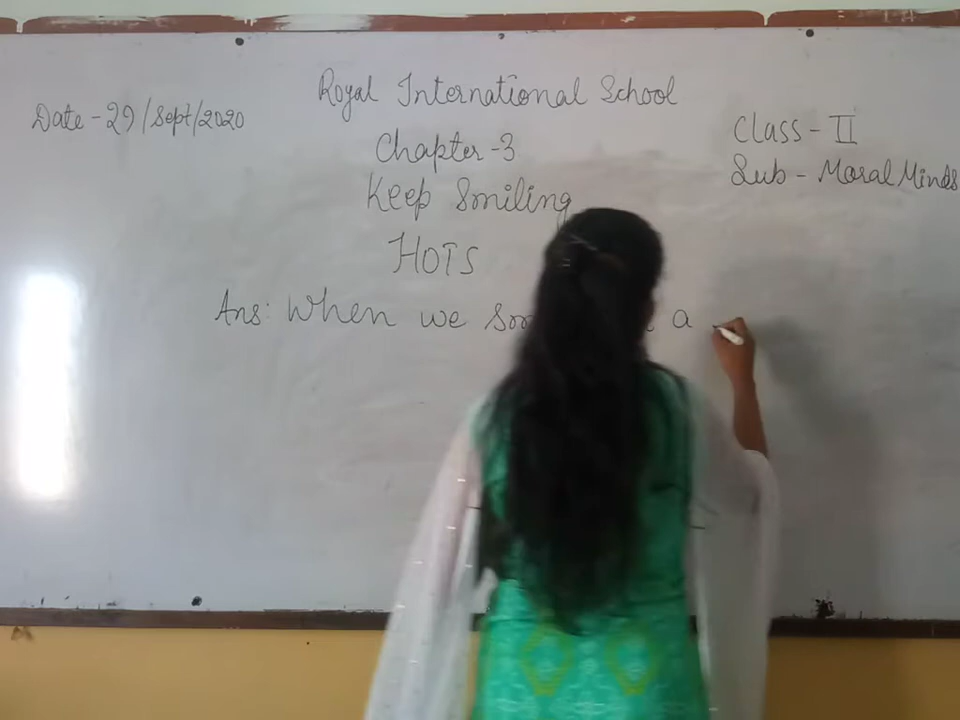 Royal International School
Date - 29/Sept/2020
Class - II
Chapter - 3
Sub - Moral Minds
Keep Smiling
HOTS
Ans: When we a